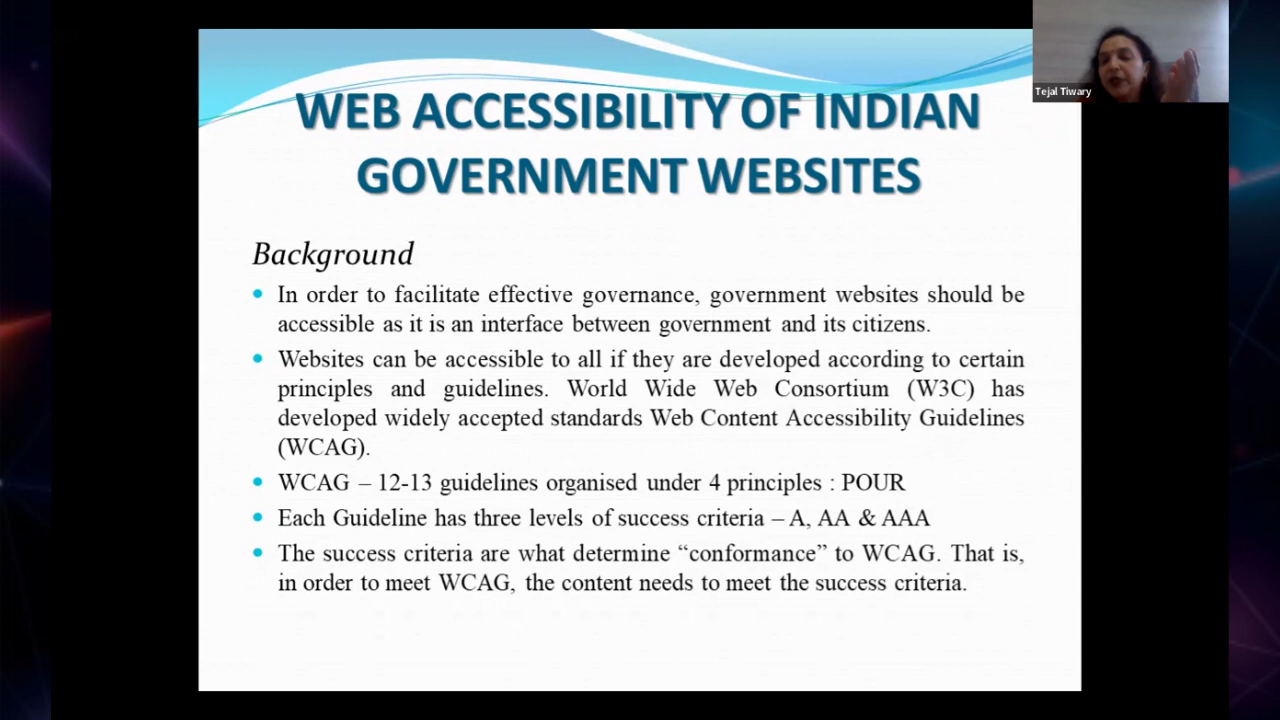 Tejal Tiwary
WEB ACCESSIBILITY OF INDIAN
GOVERNMENT WEBSITES
Background
• In order to facilitate effective governance, government websites should be
accessible as it is an interface between government and its citizens.
• Websites can be accessible to all if they are developed according to certain
principles and guidelines. World Wide Web Consortium (W3C) has
developed widely accepted standards Web Content Accessibility Guidelines
(WCAG).
• WCAG – 12-13 guidelines organised under 4 principles : POUR
• Each Guideline has three levels of success criteria – A, AA & AAA
• The success criteria are what determine “conformance” to WCAG. That is,
in order to meet WCAG, the content needs to meet the success criteria.